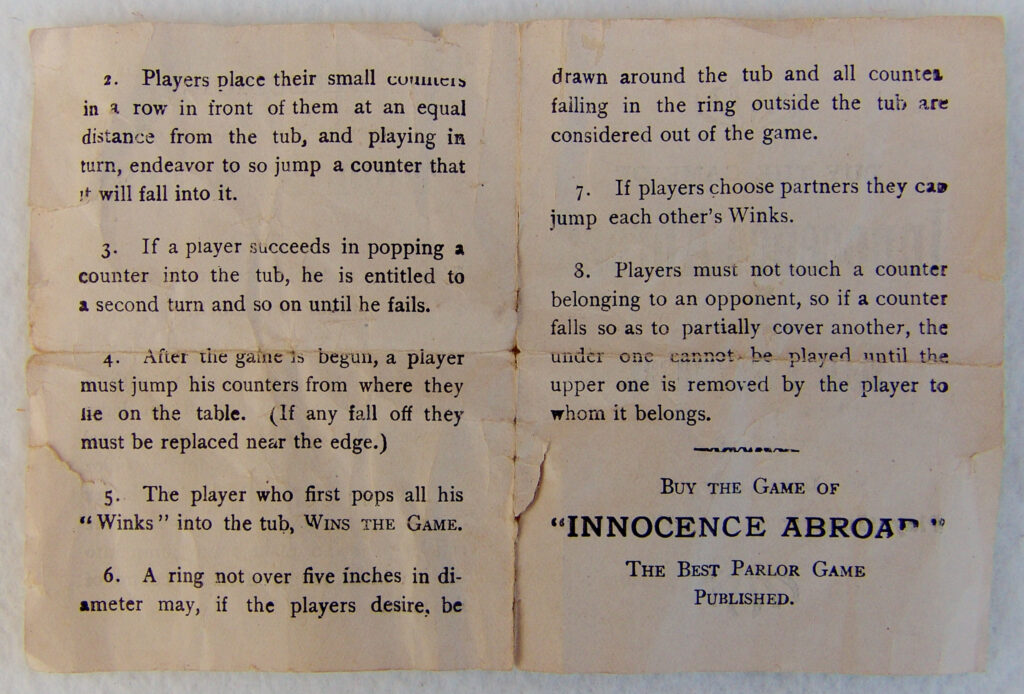 2. Players place their small counters
in a row in front of them at an equal
distance from the tub, and playing in
turn, endeavor to so jump a counter that
it will fall into it.
3. If a player succeeds in popping a
counter into the tub, he is entitled to
a second turn and so on until he fails.
4. After the game is begun, a player
must jump his counters from where they
lie on the table. (If any fall off they
must be replaced near the edge.)
5. The player who first pops all his
“Winks” into the tub, WINS THE GAME.
6. A ring not over five inches in di-
ameter may, if the players desire, be
drawn around the tub and all counter
falling in the ring outside the tub are
considered out of the game.
7. If players choose partners they can
jump each other's Winks.
8. Players must not touch a counter
belonging to an opponent, so if a counter
falls so as to partially cover another, the
under one cannot be played until the
upper one is removed by the player to
whom it belongs.
BUY THE GAME OF
“INNOCENCE ABROAD”
THE BEST PARLOR GAME
PUBLISHED.